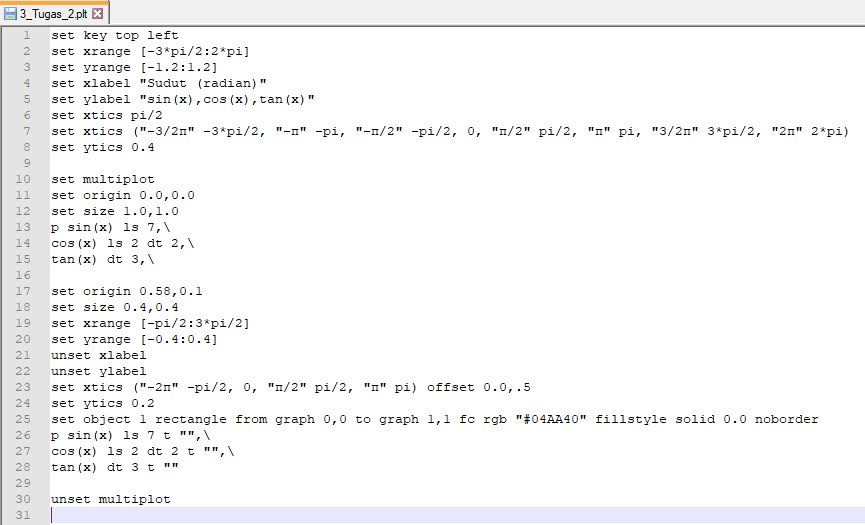 3_Tugas_2.plt
1 set key top left
2 set xrange [-3*pi/2:2*pi]
3 set yrange [-1.2:1.2]
4 set xlabel "Sudut (radian)"
5 set ylabel "sin(x),cos(x),tan(x)"
6 set xtics pi/2
7 set xtics ("-3/2π" -3*pi/2, "-π" -pi, "-π/2" -pi/2, 0, "π/2" pi/2, "π" pi, "3/2π" 3*pi/2, "2π" 2*pi)
8 set ytics 0.4
9
10 set multiplot
11 set origin 0.0,0.0
12 set size 1.0,1.0
13 p sin(x) ls 7,\
14 cos(x) ls 2 dt 2,\
15 tan(x) dt 3,\
16
17 set origin 0.58,0.1
18 set size 0.4,0.4
19 set xrange [-pi/2:3*pi/2]
20 set yrange [-0.4:0.4]
21 unset xlabel
22 unset ylabel
23 set xtics ("-2π" -pi/2, 0, "π/2" pi/2, "π" pi) offset 0.0,.5
24 set ytics 0.2
25 set object 1 rectangle from graph 0,0 to graph 1,1 fc rgb "#04AA40" fillstyle solid 0.0 noborder
26 p sin(x) ls 7 t "",\
27 cos(x) ls 2 dt 2 t "",\
28 tan(x) dt 3 t ""
29
30 unset multiplot
31